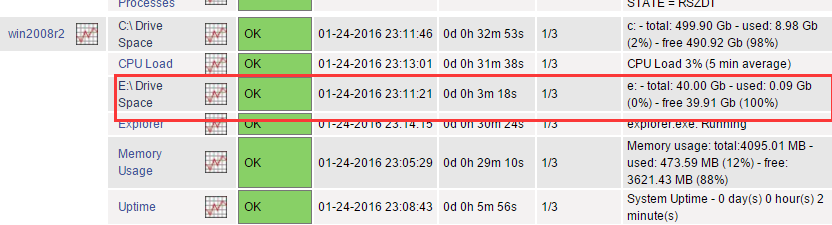 Processes STATE = RSZDT
win2008r2 C:\ Drive Space OK 01-24-2016 23:11:46 0d 0h 32m 53s 1/3 c: - total: 499.90 Gb - used: 8.98 Gb (2%) - free 490.92 Gb (98%)
CPU Load OK 01-24-2016 23:13:01 0d 0h 31m 38s 1/3 CPU Load 3% (5 min average)
E:\ Drive Space OK 01-24-2016 23:11:21 0d 0h 3m 18s 1/3 e: - total: 40.00 Gb - used: 0.09 Gb (0%) - free 39.91 Gb (100%)
Explorer OK 01-24-2016 23:14:15 0d 0h 30m 24s 1/3 explorer.exe: Running
Memory Usage OK 01-24-2016 23:05:29 0d 0h 29m 10s 1/3 Memory usage: total:4095.01 MB - used: 473.59 MB (12%) - free: 3621.43 MB (88%)
Uptime OK 01-24-2016 23:08:43 0d 0h 5m 56s 1/3 System Uptime - 0 day(s) 0 hour(s) 2 minute(s)